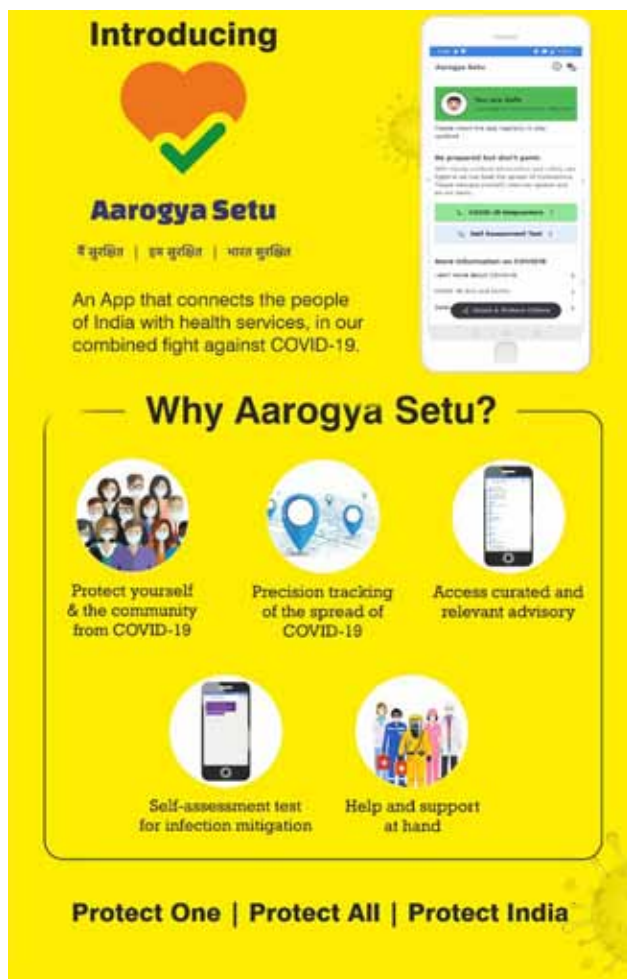 Introducing
Aarogya Setu
मैं सुरक्षित | हम सुरक्षित | भारत सुरक्षित
An App that connects the people
of India with health services, in our
combined fight against COVID-19.
Aarogya Setu
You are Safe
Be prepared but don't panic
COVID-19 Helpcenters
Self Assessment Test
More information on COVID19
Why Aarogya Setu?
Protect yourself
& the community
from COVID-19
Precision tracking
of the spread of
COVID-19
Access curated and
relevant advisory
Self-assessment test
for infection mitigation
Help and support
at hand
Protect One | Protect All | Protect India